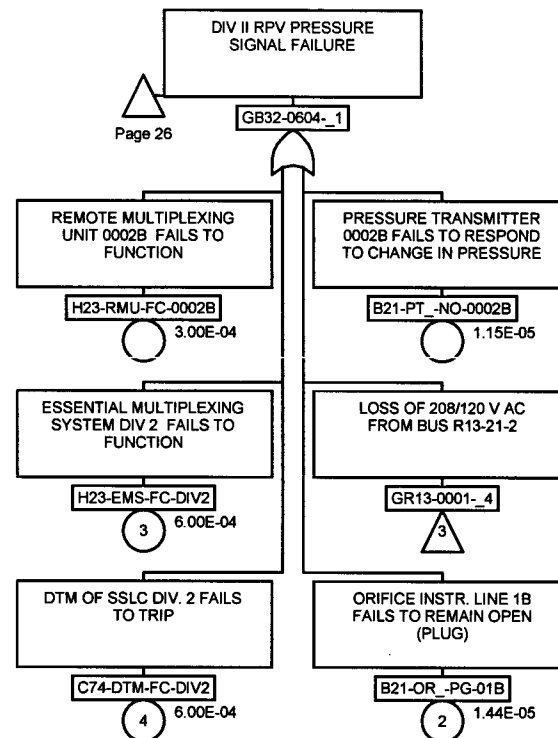 DIV II RPV PRESSURE
SIGNAL FAILURE
Page 26
GB32-0604-_1
REMOTE MULTIPLEXING
UNIT 0002B FAILS TO
FUNCTION
H23-RMU-FC-0002B
3.00E-04
PRESSURE TRANSMITTER
0002B FAILS TO RESPOND
TO CHANGE IN PRESSURE
B21-PT_-NO-0002B
1.15E-05
ESSENTIAL MULTIPLEXING
SYSTEM DIV 2 FAILS TO
FUNCTION
H23-EMS-FC-DIV2
3
6.00E-04
LOSS OF 208/120 V AC
FROM BUS R13-21-2
GR13-0001-_4
3
DTM OF SSLC DIV. 2 FAILS
TO TRIP
C74-DTM-FC-DIV2
4
6.00E-04
ORIFICE INSTR. LINE 1B
FAILS TO REMAIN OPEN
(PLUG)
B21-OR_-PG-01B
2
1.44E-05